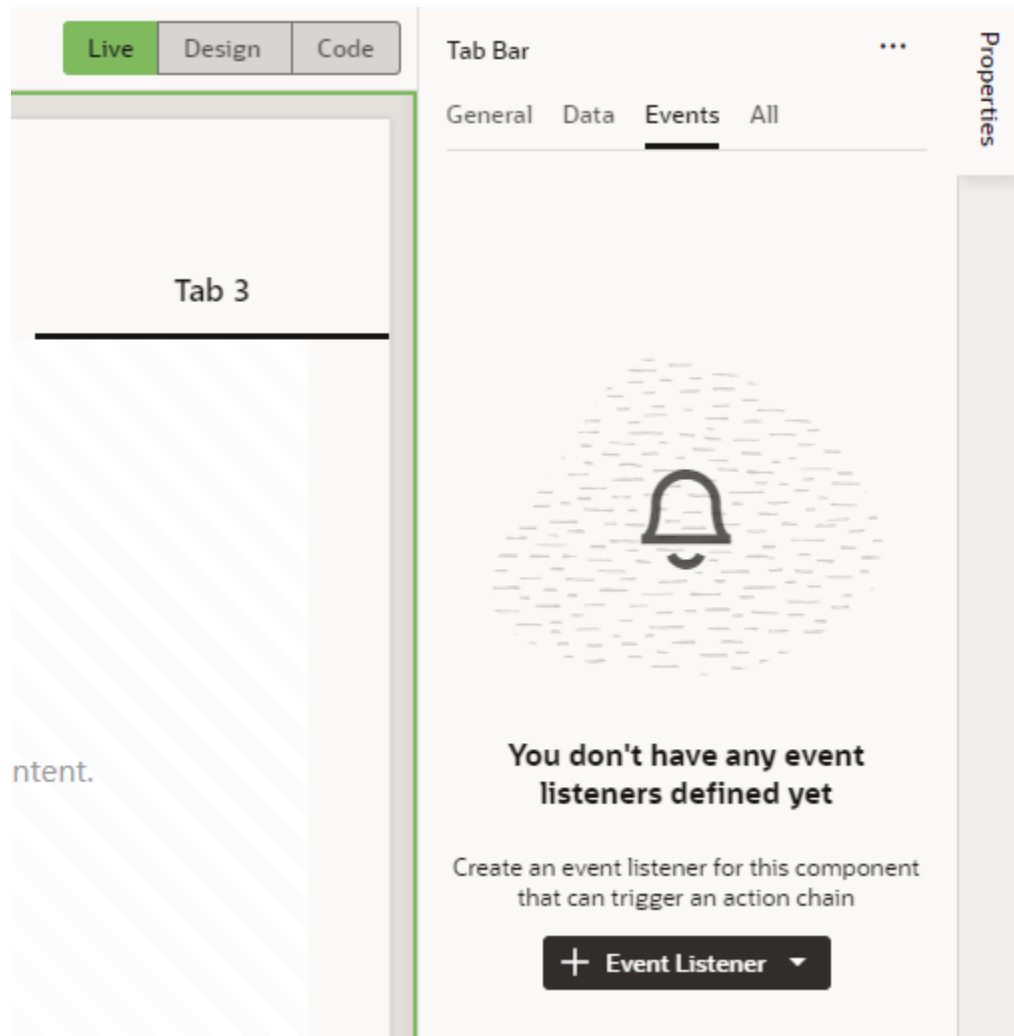 Live Design Code
Tab Bar
Properties
General Data Events All
Tab 3
You don't have any event
listeners defined yet
ntent.
Create an event listener for this component
that can trigger an action chain
Event Listener